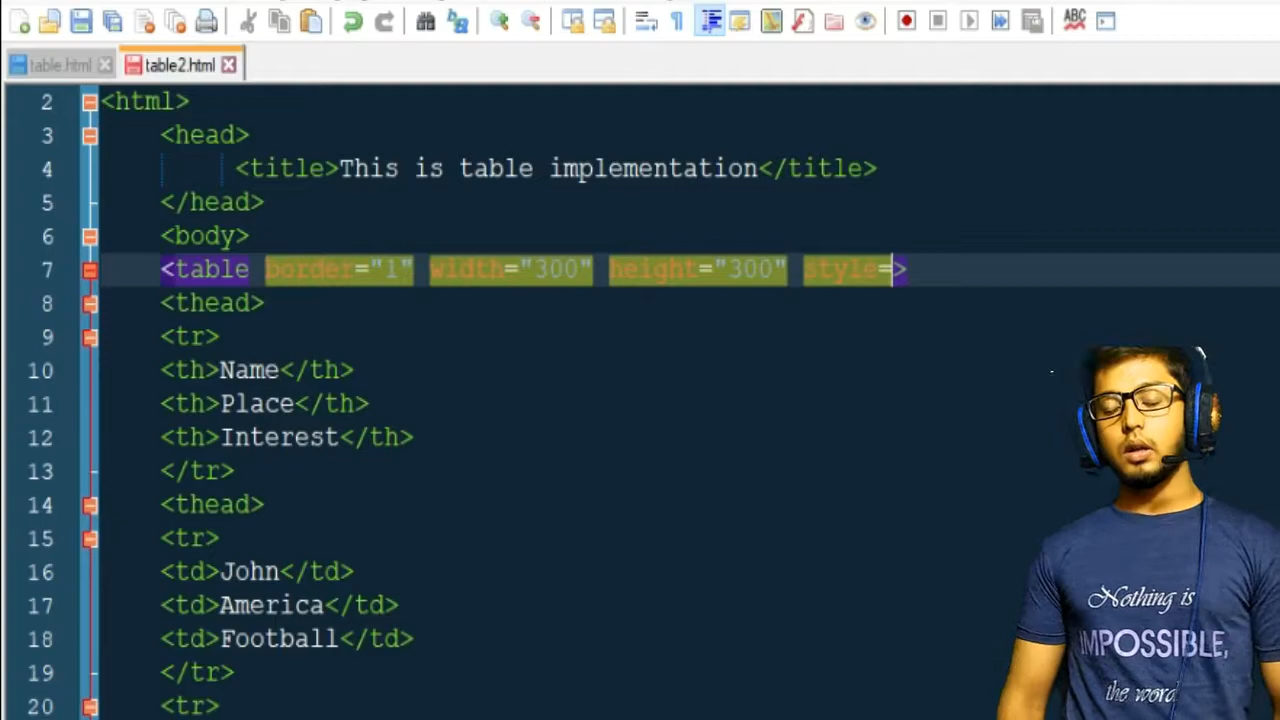 ABC
table.html
table2.html
2 <html>
3 <head>
4 <title>This is table implementation</title>
5 </head>
6 <body>
7 <table border="1" width="300" height="300" style=>
8 <thead>
9 <tr>
10 <th>Name</th>
11 <th>Place</th>
12 <th>Interest</th>
13 </tr>
14 <thead>
15 <tr>
16 <td>John</td>
17 <td>America</td>
18 <td>Football</td>
19 </tr>
20 <tr>
Nothing is
IMPOSSIBLE,
the word